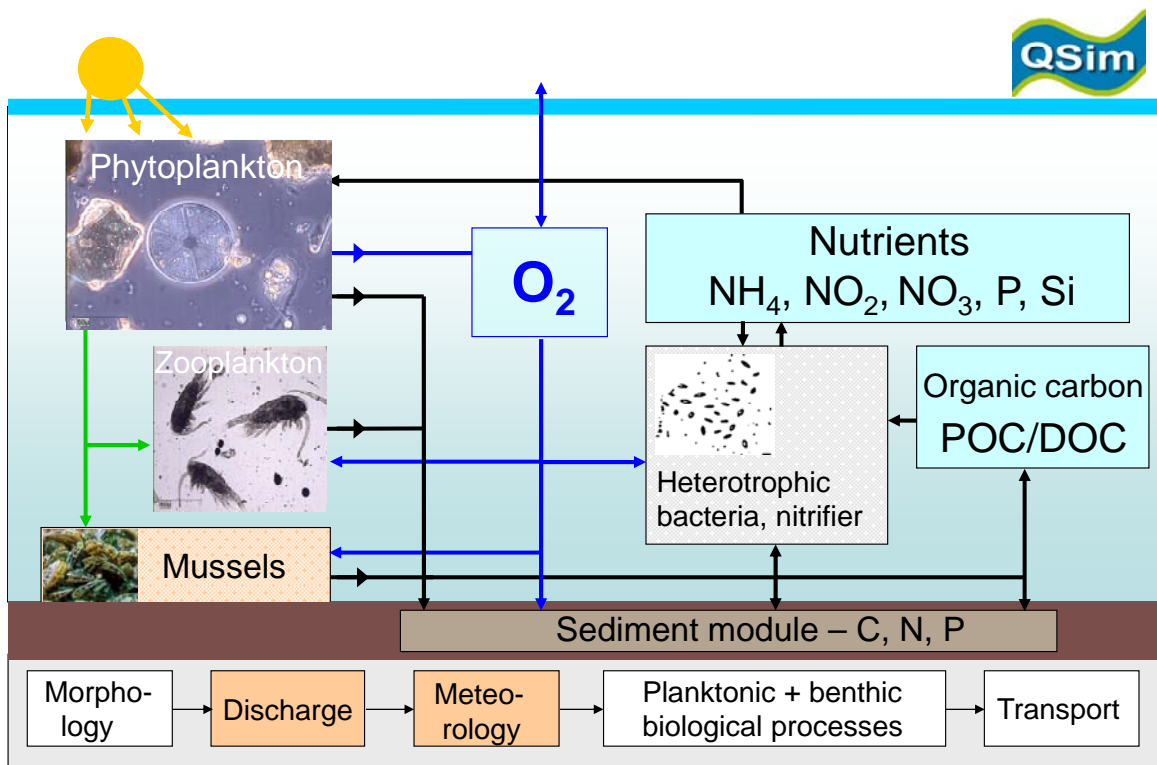 QSim
Phytoplankton
O2
Nutrients
NH4, NO2, NO3, P, Si
Zooplankton
Organic carbon
POC/DOC
Heterotrophic
bacteria, nitrifier
Mussels
Sediment module – C, N, P
Morpho-
logy
Discharge
Meteo-
rology
Planktonic + benthic
biological processes
Transport